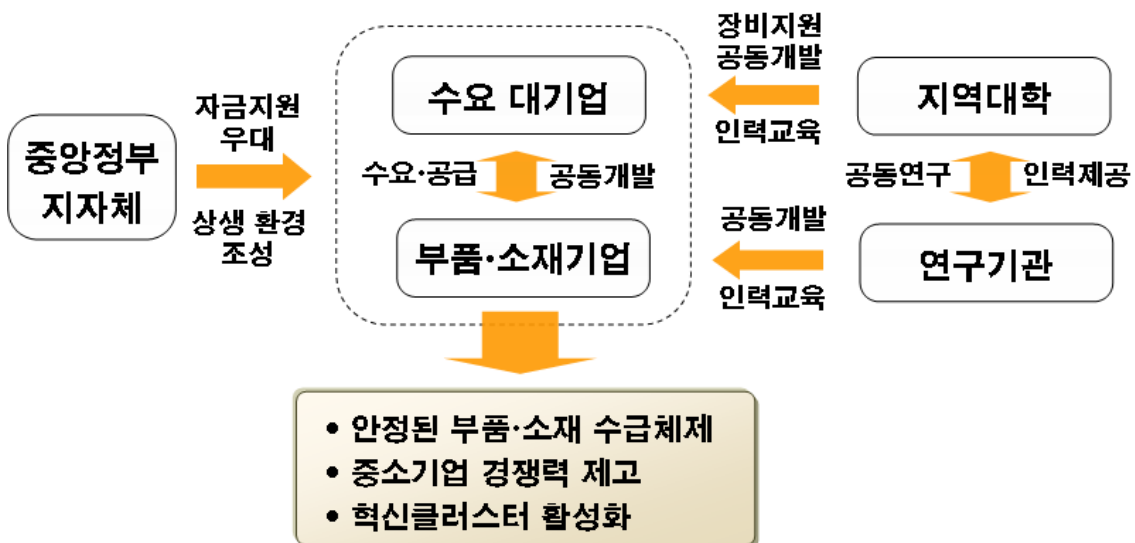 중앙정부
지자체
자금지원
우대
상생 환경
조성
수요 대기업
수요·공급
공동개발
부품·소재기업
장비지원
공동개발
인력교육
공동개발
인력교육
지역대학
공동연구
인력제공
연구기관
• 안정된 부품·소재 수급체제
• 중소기업 경쟁력 제고
• 혁신클러스터 활성화